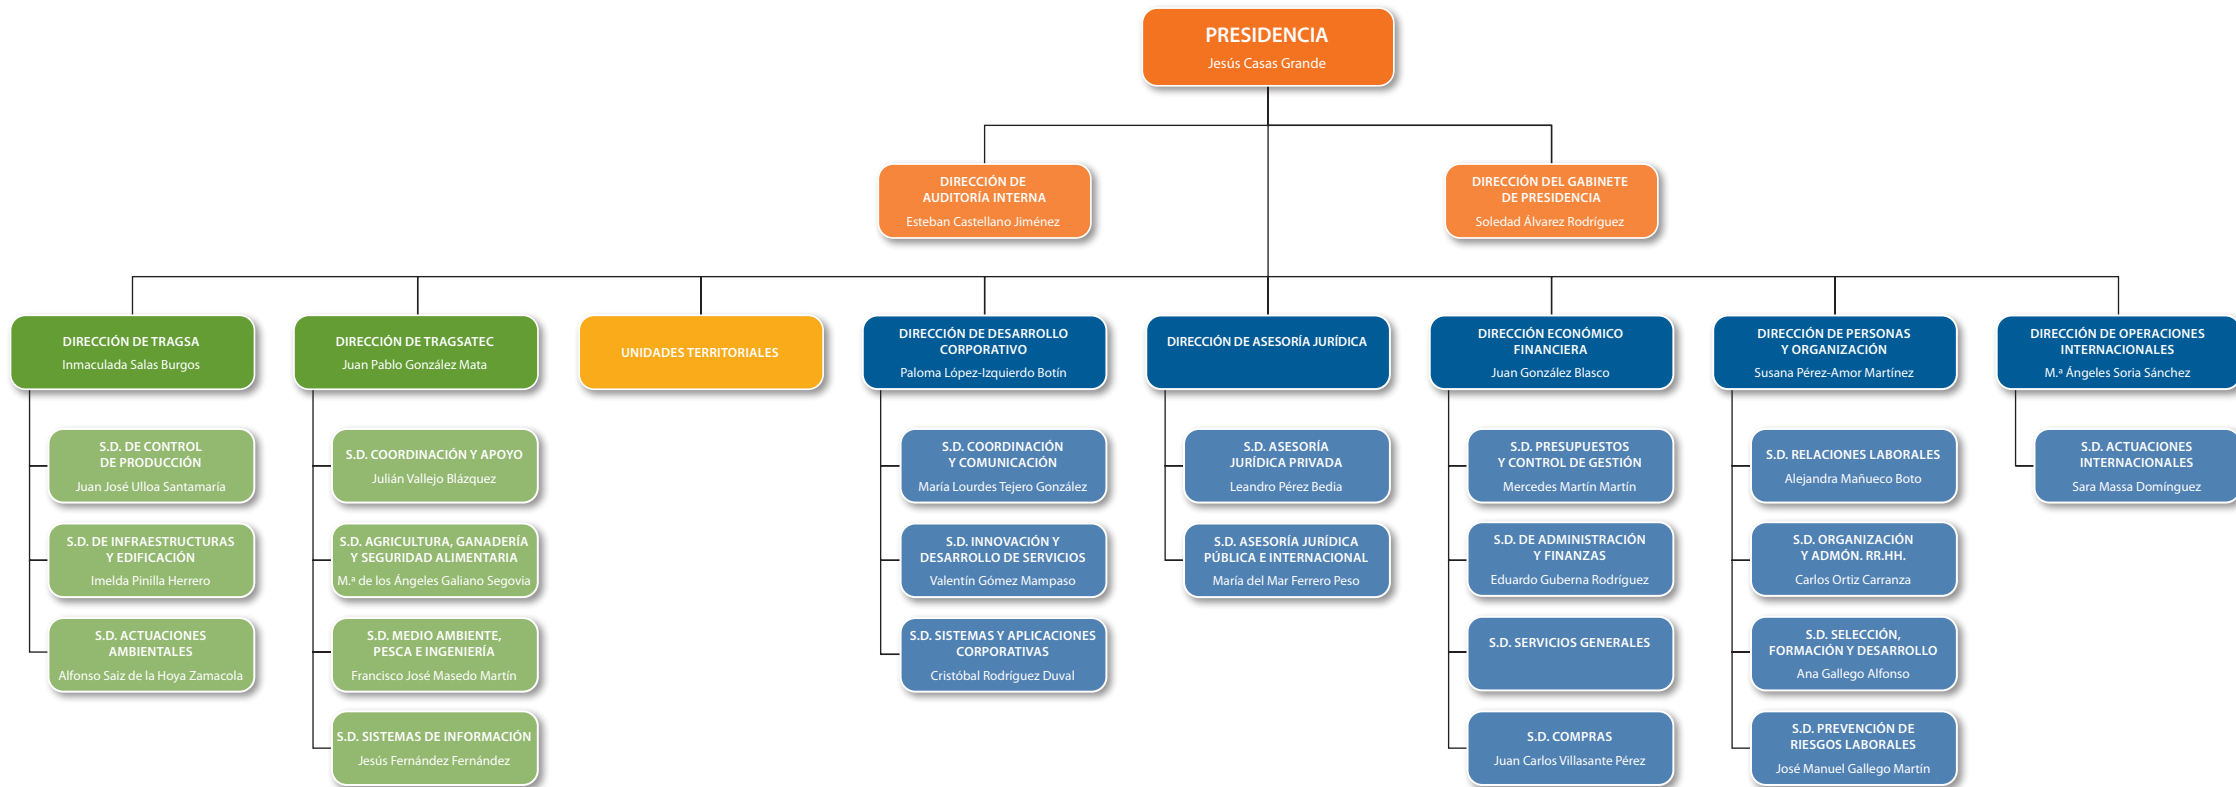 PRESIDENCIA
Jesús Casas Grande
DIRECCIÓN DE
AUDITORÍA INTERNA
Esteban Castellano Jiménez
DIRECCIÓN DEL GABINETE
DE PRESIDENCIA
Soledad Álvarez Rodríguez
DIRECCIÓN DE TRAGSA
Inmaculada Salas Burgos
DIRECCIÓN DE TRAGSATEC
Juan Pablo González Mata
UNIDADES TERRITORIALES
DIRECCIÓN DE DESARROLLO
CORPORATIVO
Paloma López-Izquierdo Botín
DIRECCIÓN DE ASESORÍA JURÍDICA
DIRECCIÓN ECONÓMICO
FINANCIERA
Juan González Blasco
DIRECCIÓN DE PERSONAS
Y ORGANIZACIÓN
Susana Pérez-Amor Martínez
DIRECCIÓN DE OPERACIONES
INTERNACIONALES
M.ª Ángeles Soria Sánchez
S.D. DE CONTROL
DE PRODUCCIÓN
Juan José Ulloa Santamaría
S.D. DE INFRAESTRUCTURAS
Y EDIFICACIÓN
Imelda Pinilla Herrero
S.D. ACTUACIONES
AMBIENTALES
Alfonso Saiz de la Hoya Zamacola
S.D. COORDINACIÓN Y APOYO
Julián Vallejo Blázquez
S.D. AGRICULTURA, GANADERÍA
Y SEGURIDAD ALIMENTARIA
M.ª de los Ángeles Galiano Segovia
S.D. MEDIO AMBIENTE,
PESCA E INGENIERÍA
Francisco José Masedo Martín
S.D. SISTEMAS DE INFORMACIÓN
Jesús Fernández Fernández
S.D. COORDINACIÓN
Y COMUNICACIÓN
María Lourdes Tejero González
S.D. INNOVACIÓN Y
DESARROLLO DE SERVICIOS
Valentín Gómez Mampaso
S.D. SISTEMAS Y APLICACIONES
CORPORATIVAS
Cristóbal Rodríguez Duval
S.D. ASESORÍA
JURÍDICA PRIVADA
Leandro Pérez Bedia
S.D. ASESORÍA JURÍDICA
PÚBLICA E INTERNACIONAL
María del Mar Ferrero Peso
S.D. PRESUPUESTOS
Y CONTROL DE GESTIÓN
Mercedes Martín Martín
S.D. DE ADMINISTRACIÓN
Y FINANZAS
Eduardo Guberna Rodríguez
S.D. SERVICIOS GENERALES
S.D. COMPRAS
Juan Carlos Villasante Pérez
S.D. RELACIONES LABORALES
Alejandra Mañueco Boto
S.D. ORGANIZACIÓN
Y ADMÓN. RR.HH.
Carlos Ortiz Carranza
S.D. SELECCIÓN,
FORMACIÓN Y DESARROLLO
Ana Gallego Alfonso
S.D. PREVENCIÓN DE
RIESGOS LABORALES
José Manuel Gallego Martín
S.D. ACTUACIONES
INTERNACIONALES
Sara Massa Domínguez